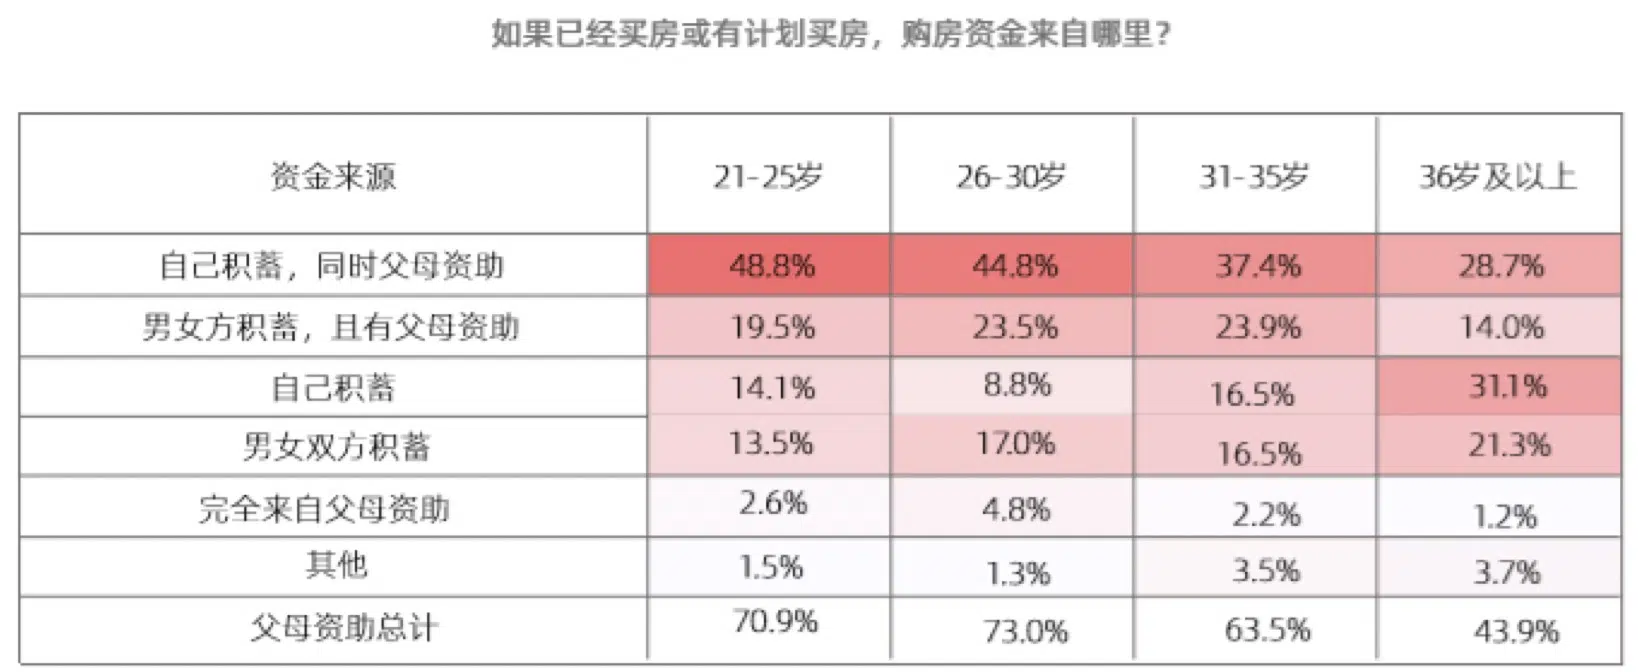 如果已经买房或有计划买房，购房资金来自哪里？
资金来源 21-25岁 26-30岁 31-35岁 36岁及以上
自己积蓄，同时父母资助 48.8% 44.8% 37.4% 28.7%
男女方积蓄，且有父母资助 19.5% 23.5% 23.9% 14.0%
自己积蓄 14.1% 8.8% 16.5% 31.1%
男女双方积蓄 13.5% 17.0% 16.5% 21.3%
完全来自父母资助 2.6% 4.8% 2.2% 1.2%
其他 1.5% 1.3% 3.5% 3.7%
父母资助总计 70.9% 73.0% 63.5% 43.9%